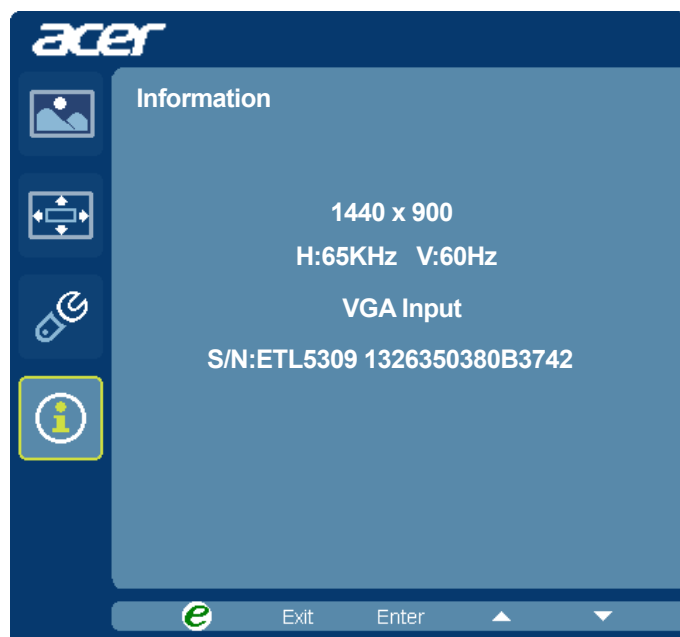 acer
Information
1440 x 900
H:65KHz V:60Hz
VGA Input
S/N:ETL5309 1326350380B3742
e Exit Enter